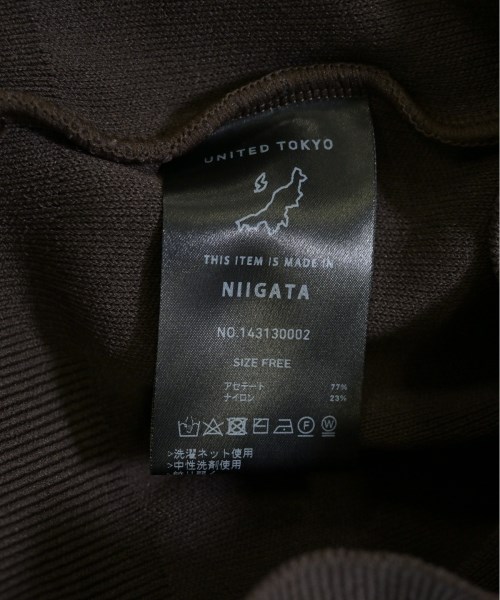 UNITED TOKYO
THIS ITEM IS MADE IN
NIIGATA
NO.143130002
SIZE FREE
アセテート 77%
ナイロン 23%
F W
>洗濯ネット使用
>中性洗剤使用